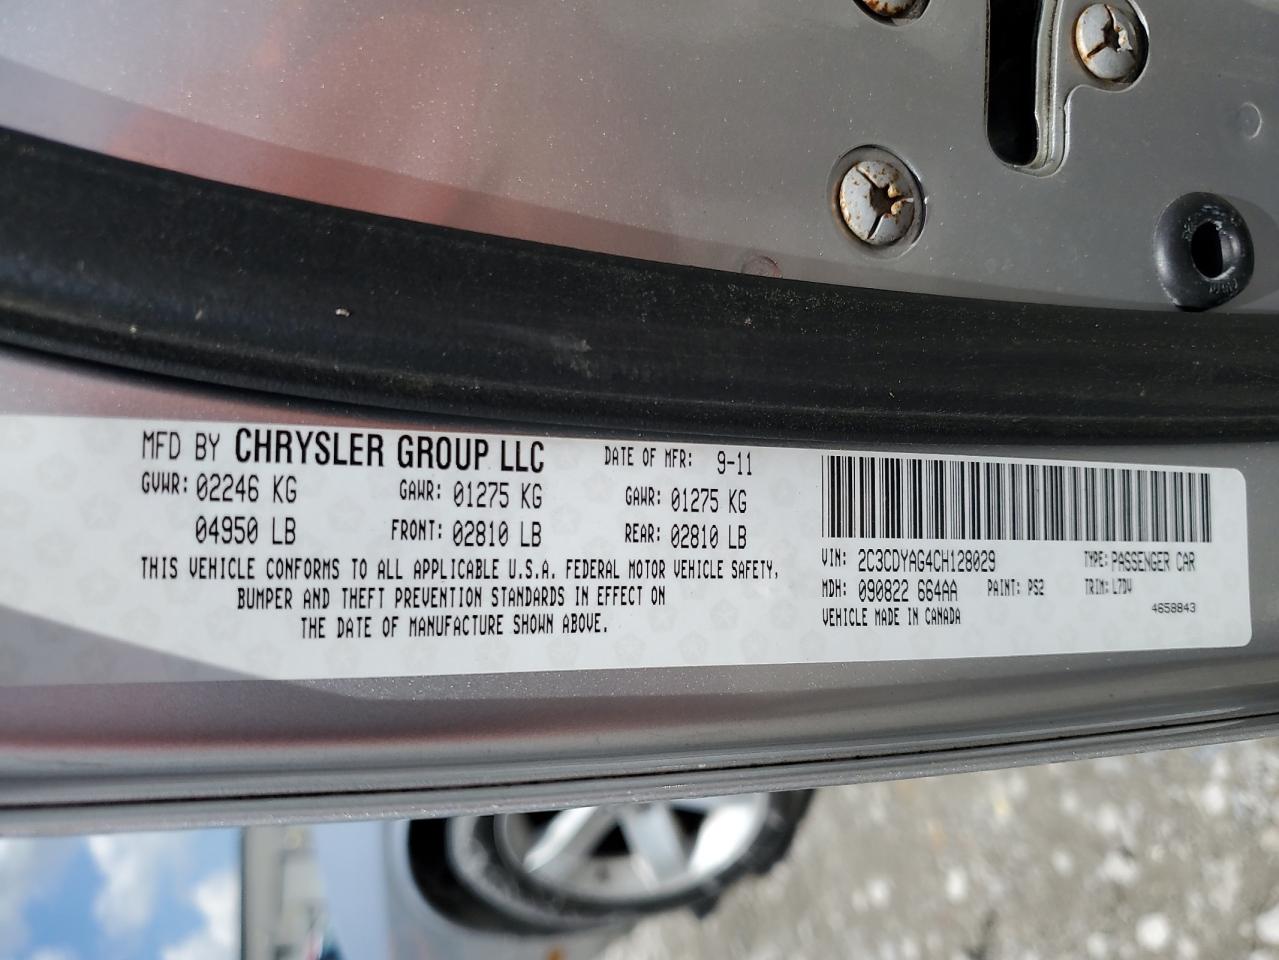 MFD BY CHRYSLER GROUP LLC DATE OF MFR: 9-11
GVWR: 02246 KG GAWR: 01275 KG GAWR: 01275 KG
04950 LB FRONT: 02810 LB REAR: 02810 LB
THIS VEHICLE CONFORMS TO ALL APPLICABLE U.S.A. FEDERAL MOTOR VEHICLE SAFETY,
BUMPER AND THEFT PREVENTION STANDARDS IN EFFECT ON
THE DATE OF MANUFACTURE SHOWN ABOVE.
VIN: 2C3CDYAG4CH128029 TYPE: PASSENGER CAR
MDH: 090822 664AA PAINT: PS2 TRIM: L7DV
VEHICLE MADE IN CANADA 4658843